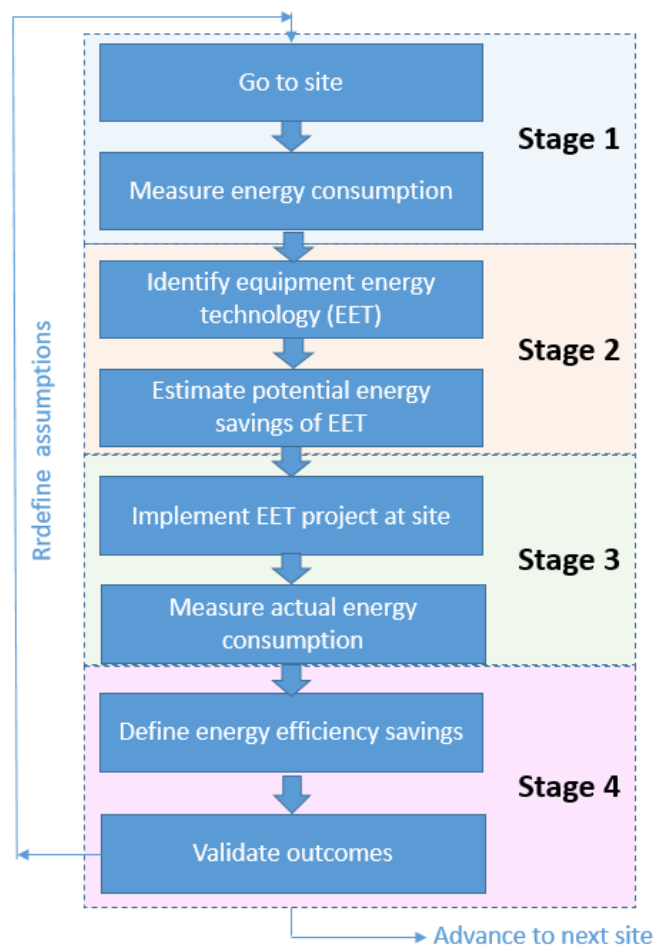 Go to site
Stage 1
Measure energy consumption
Identify equipment energy
technology (EET)
Stage 2
Estimate potential energy
savings of EET
Rrdefine assumptions
Implement EET project at site
Stage 3
Measure actual energy
consumption
Define energy efficiency savings
Stage 4
Validate outcomes
Advance to next site